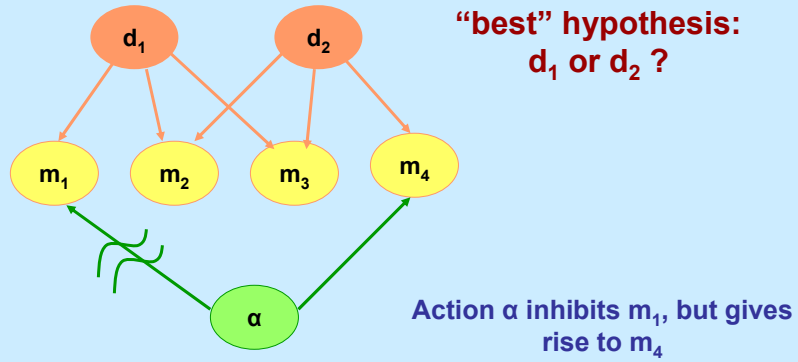 d₁
d₂
“best” hypothesis:
d₁ or d₂ ?
m₁
m₂
m₃
m₄
α
Action α inhibits m₁, but gives
rise to m₄